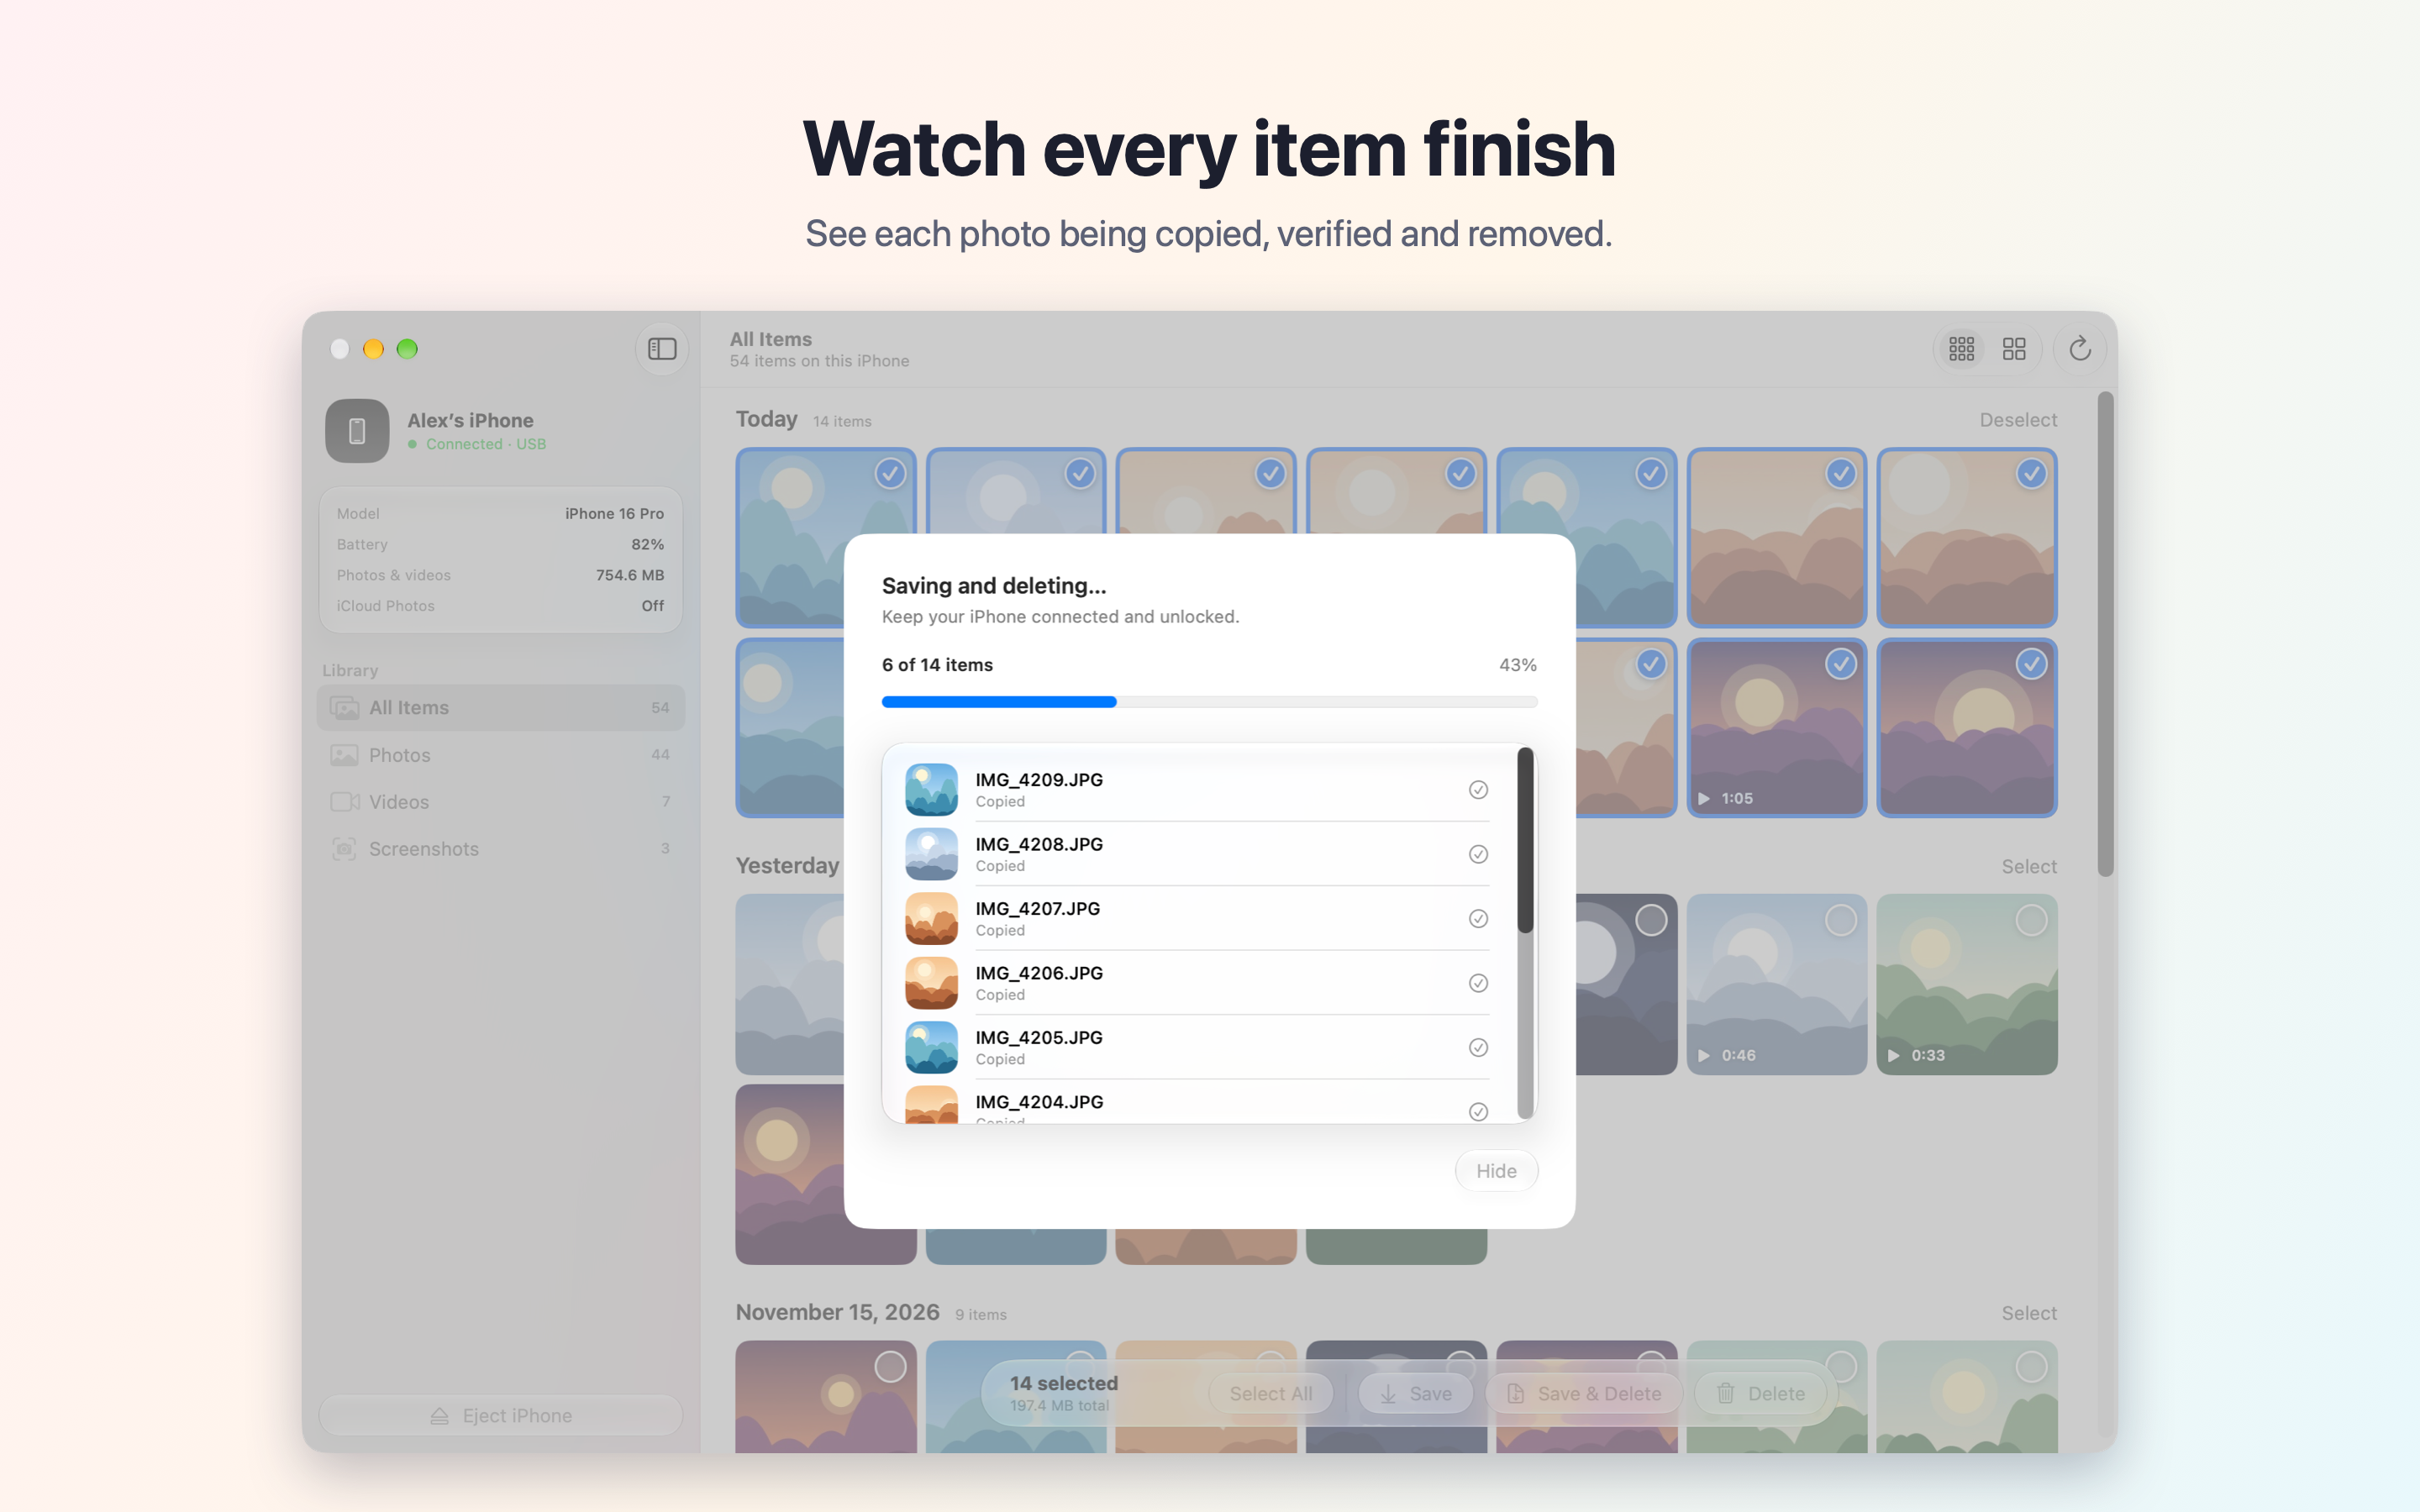 Watch every item finish
See each photo being copied, verified and removed.
All Items
54 items on this iPhone
Alex’s iPhone
Connected · USB
Model iPhone 16 Pro
Battery 82%
Photos & videos 754.6 MB
iCloud Photos Off
Library
All Items 54
Photos 44
Videos 7
Screenshots 3
Eject iPhone
Today 14 items Deselect
1:05
Yesterday Select
0:46
0:33
November 15, 2026 9 items Select
Saving and deleting...
Keep your iPhone connected and unlocked.
6 of 14 items 43%
IMG_4209.JPG
Copied
IMG_4208.JPG
Copied
IMG_4207.JPG
Copied
IMG_4206.JPG
Copied
IMG_4205.JPG
Copied
IMG_4204.JPG
Copied
Hide
14 selected
197.4 MB total
Select All
Save
Save & Delete
Delete